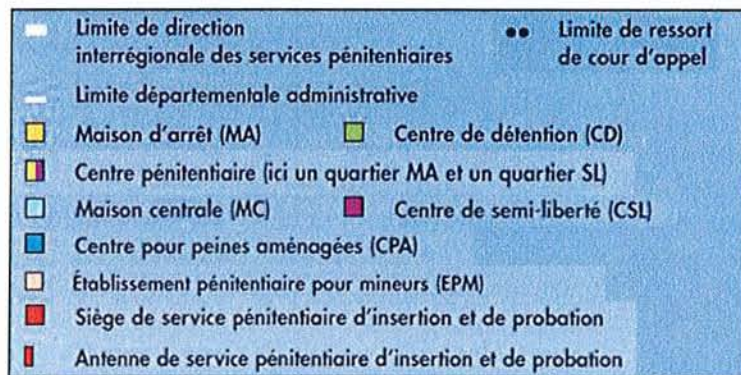 Limite de direction
interrégionale des services pénitentiaires
Limite de ressort
de cour d'appel
Limite départementale administrative
Maison d'arrêt (MA)
Centre de détention (CD)
Centre pénitentiaire (ici un quartier MA et un quartier SL)
Maison centrale (MC)
Centre de semi-liberté (CSL)
Centre pour peines aménagées (CPA)
Établissement pénitentiaire pour mineurs (EPM)
Siège de service pénitentiaire d'insertion et de probation
Antenne de service pénitentiaire d'insertion et de probation